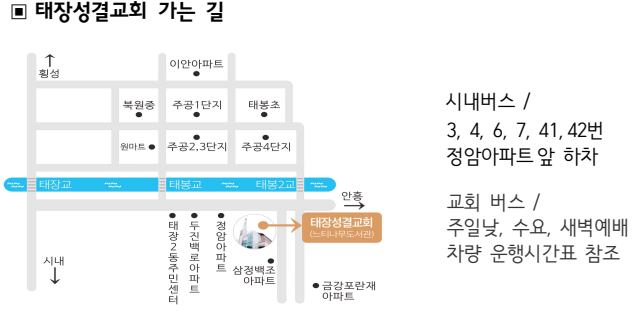 ▣ 태장성결교회 가는 길
횡성
이안아파트
북원중
주공1단지
태봉초
원마트
주공2,3단지
주공4단지
태장교
태봉교
태봉2교
안흥
태장2동주민센터
두진백로아파트
정암아파트
태장성결교회
(느티나무도서관)
시내
삼정백조
아파트
금강포란재
아파트
시내버스 /
3, 4, 6, 7, 41, 42번
정암아파트 앞 하차
교회 버스 /
주일낮, 수요, 새벽예배
차량 운행시간표 참조